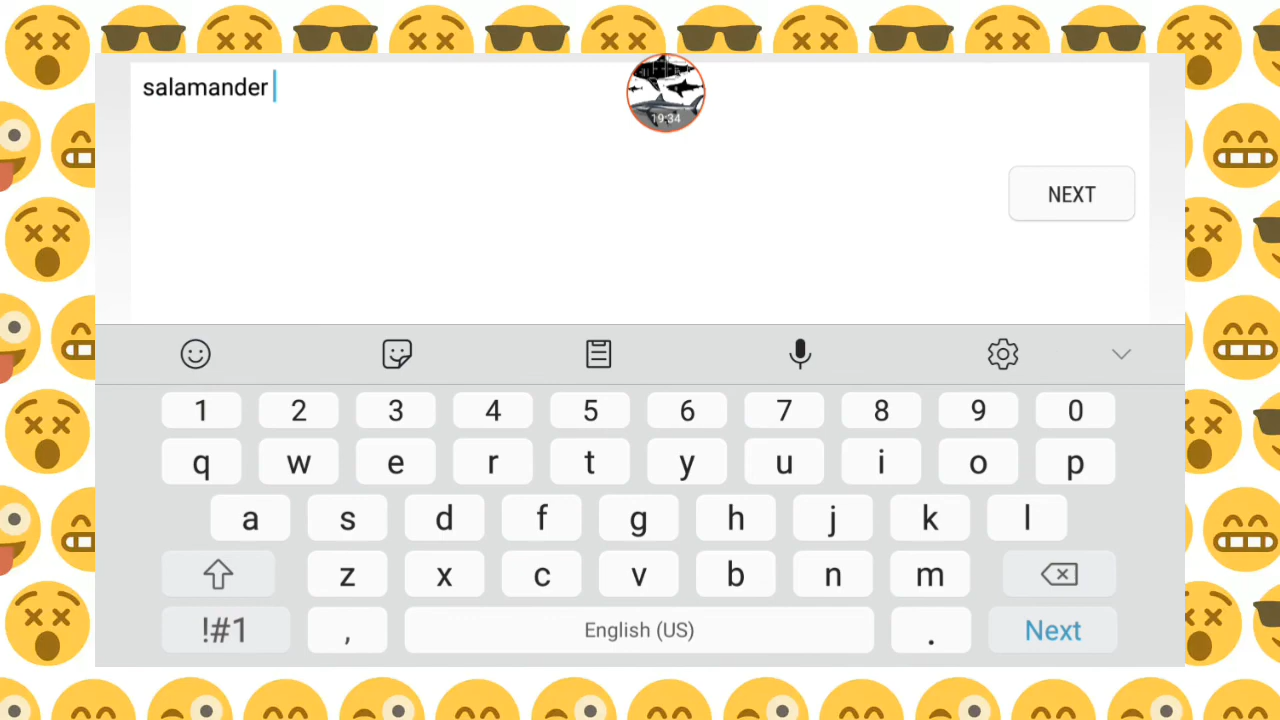 salamander
19:34
NEXT
1 2 3 4 5 6 7 8 9 0
q w e r t y u i o p
a s d f g h j k l
z x c v b n m
!#1 , English (US) . Next